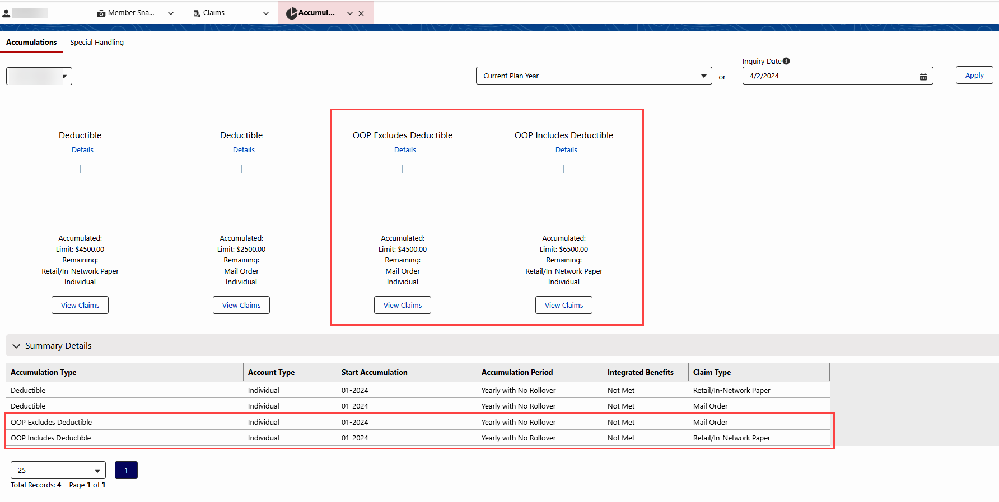 Member Sna...
Claims
Accumul...
Accumulations
Special Handling
Inquiry Date
Current Plan Year
or
4/2/2024
Apply
Deductible
Details
Accumulated:
Limit: $4500.00
Remaining:
Retail/In-Network Paper
Individual
View Claims
Deductible
Details
Accumulated:
Limit: $2500.00
Remaining:
Mail Order
Individual
View Claims
OOP Excludes Deductible
Details
Accumulated:
Limit: $4500.00
Remaining:
Mail Order
Individual
View Claims
OOP Includes Deductible
Details
Accumulated:
Limit: $6500.00
Remaining:
Retail/In-Network Paper
Individual
View Claims
Summary Details
Accumulation Type Account Type Start Accumulation Accumulation Period Integrated Benefits Claim Type
Deductible Individual 01-2024 Yearly with No Rollover Not Met Retail/In-Network Paper
Deductible Individual 01-2024 Yearly with No Rollover Not Met Mail Order
OOP Excludes Deductible Individual 01-2024 Yearly with No Rollover Not Met Mail Order
OOP Includes Deductible Individual 01-2024 Yearly with No Rollover Not Met Retail/In-Network Paper
25
1
Total Records: 4 Page 1 of 1